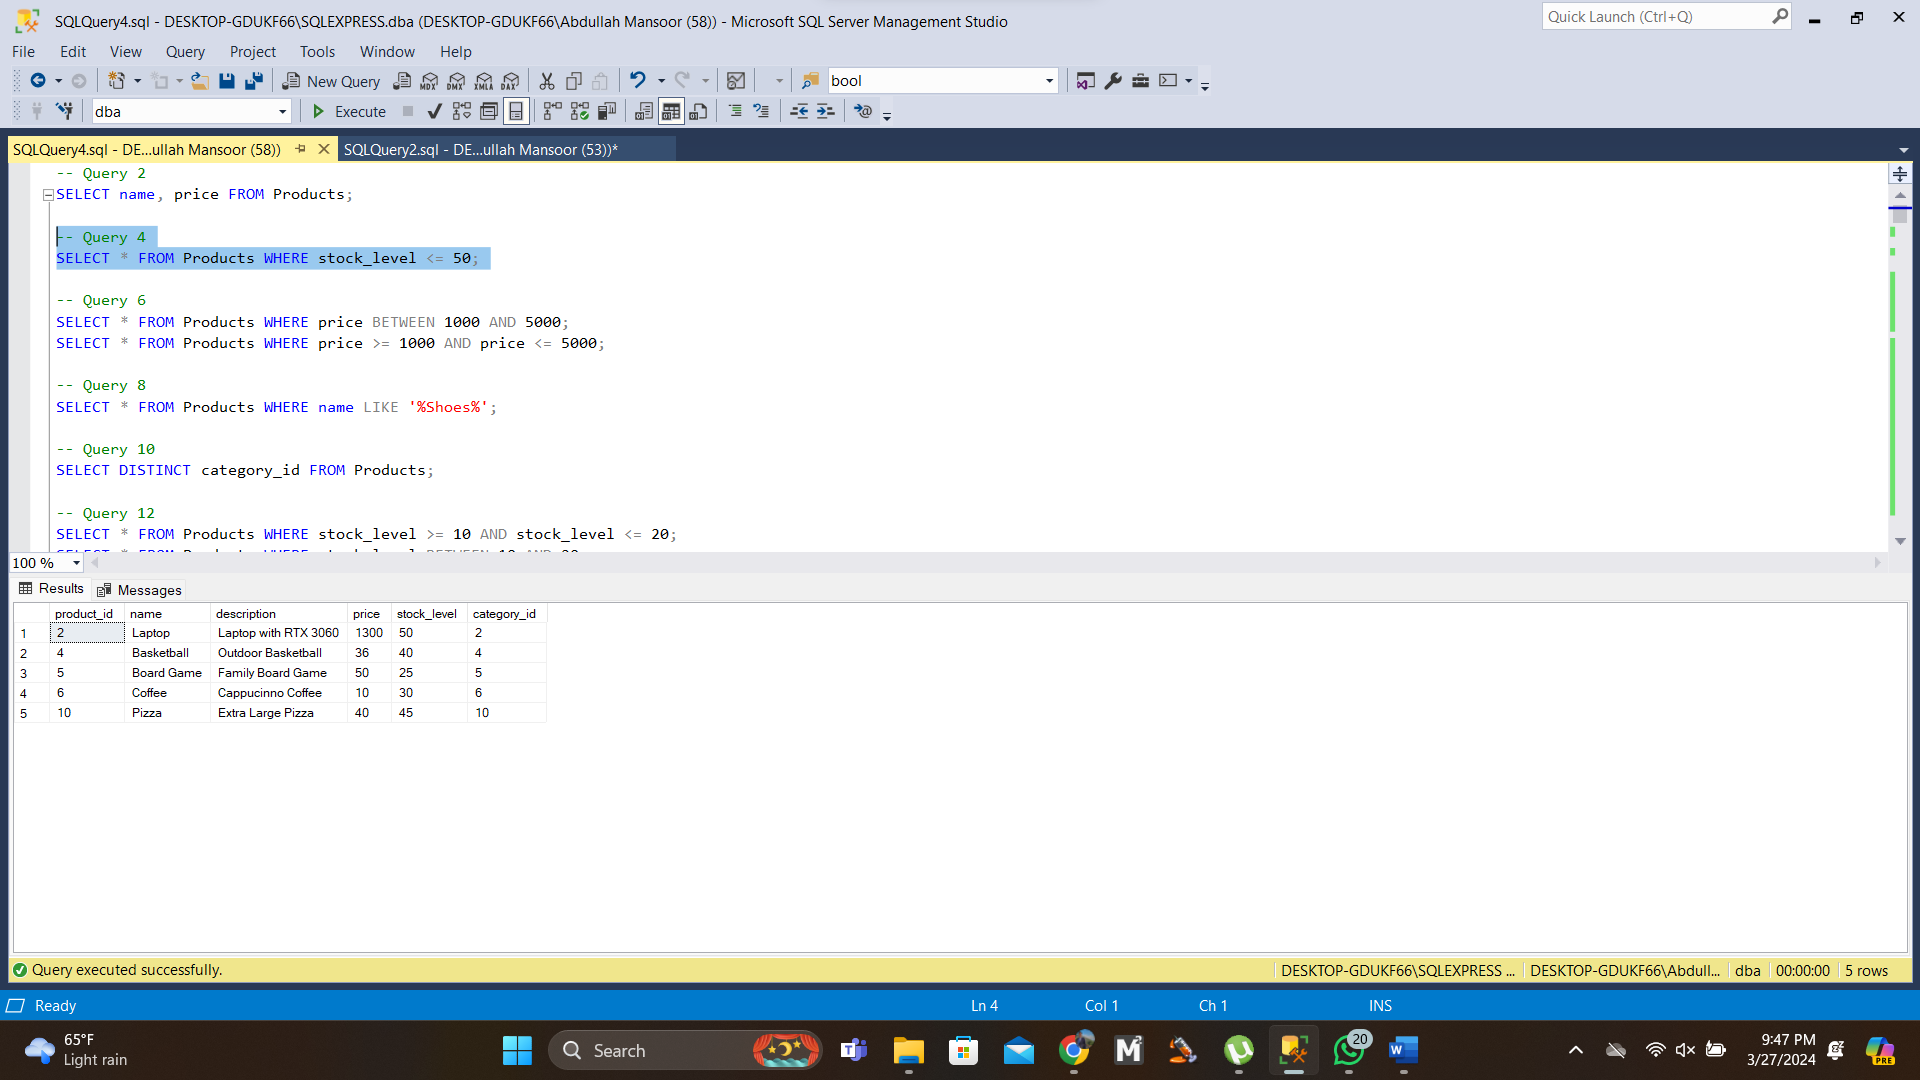 SQLQuery4.sql - DESKTOP-GDUKF66\SQLEXPRESS.dba (DESKTOP-GDUKF66\Abdullah Mansoor (58)) - Microsoft SQL Server Management Studio
Quick Launch (Ctrl+Q)
File Edit View Query Project Tools Window Help
New Query MDX DMX XMLA DAX bool
dba Execute
SQLQuery4.sql - DE...ullah Mansoor (58)) SQLQuery2.sql - DE...ullah Mansoor (53))*
-- Query 2
SELECT name, price FROM Products;
-- Query 4
SELECT * FROM Products WHERE stock_level <= 50;
-- Query 6
SELECT * FROM Products WHERE price BETWEEN 1000 AND 5000;
SELECT * FROM Products WHERE price >= 1000 AND price <= 5000;
-- Query 8
SELECT * FROM Products WHERE name LIKE '%Shoes%';
-- Query 10
SELECT DISTINCT category_id FROM Products;
-- Query 12
SELECT * FROM Products WHERE stock_level >= 10 AND stock_level <= 20;
100 %
Results Messages
product_id name description price stock_level category_id
1 2 Laptop Laptop with RTX 3060 1300 50 2
2 4 Basketball Outdoor Basketball 36 40 4
3 5 Board Game Family Board Game 50 25 5
4 6 Coffee Cappucinno Coffee 10 30 6
5 10 Pizza Extra Large Pizza 40 45 10
Query executed successfully. DESKTOP-GDUKF66\SQLEXPRESS ... DESKTOP-GDUKF66\Abdull... dba 00:00:00 5 rows
Ready Ln 4 Col 1 Ch 1 INS
65°F
Light rain
Search
20
9:47 PM
3/27/2024
PRE